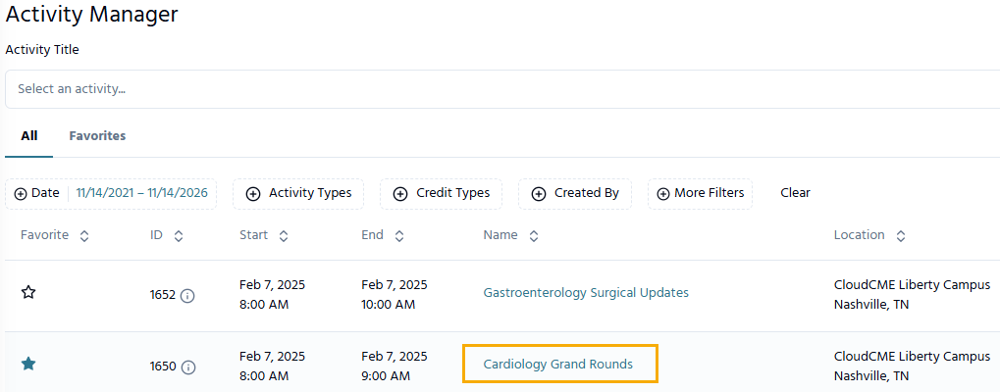 Activity Manager
Activity Title
Select an activity...
All Favorites
Date 11/14/2021 – 11/14/2026 Activity Types Credit Types Created By More Filters Clear
Favorite ID Start End Name Location
1652 Feb 7, 2025 8:00 AM Feb 7, 2025 10:00 AM Gastroenterology Surgical Updates CloudCME Liberty Campus Nashville, TN
1650 Feb 7, 2025 8:00 AM Feb 7, 2025 9:00 AM Cardiology Grand Rounds CloudCME Liberty Campus Nashville, TN